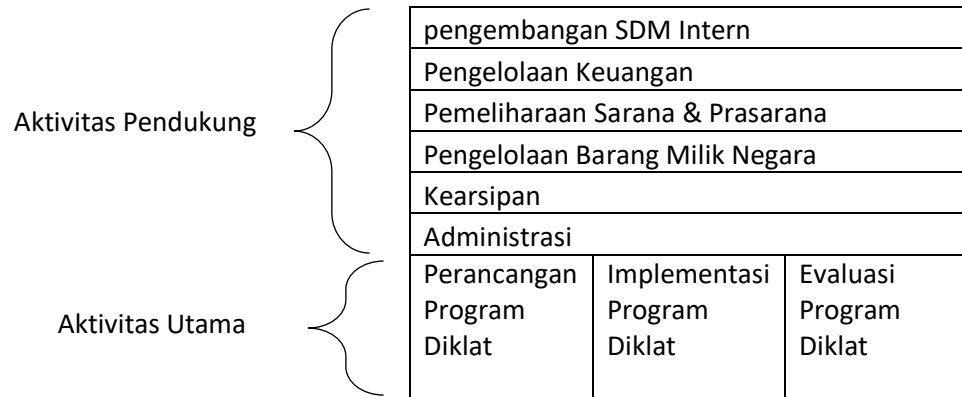 pengembangan SDM Intern
Pengelolaan Keuangan
Aktivitas Pendukung
Pemeliharaan Sarana & Prasarana
Pengelolaan Barang Milik Negara
Kearsipan
Administrasi
Aktivitas Utama
Perancangan
Program
Diklat
Implementasi
Program
Diklat
Evaluasi
Program
Diklat